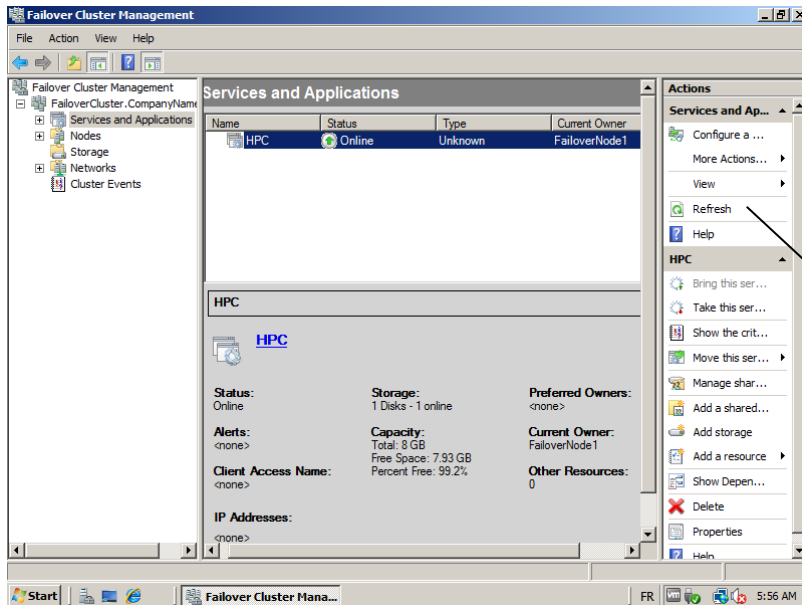 Failover Cluster Management
File Action View Help
Failover Cluster Management
FailoverCluster.CompanyName
Services and Applications
Nodes
Storage
Networks
Cluster Events
Services and Applications
Name Status Type Current Owner
HPC Online Unknown FailoverNode1
HPC
HPC
Status: Storage: Preferred Owners:
Online 1 Disks - 1 online <none>
Alerts: Capacity: Current Owner:
<none> Total: 8 GB FailoverNode1
Free Space: 7.93 GB
Client Access Name: Percent Free: 99.2% Other Resources:
<none> 0
IP Addresses:
<none>
Actions
Services and Ap...
Configure a ...
More Actions...
View
Refresh
Help
HPC
Bring this ser...
Take this ser...
Show the crit...
Move this ser...
Manage shar...
Add a shared...
Add storage
Add a resource
Show Depen...
Delete
Properties
Help
Start Failover Cluster Mana... FR 5:56 AM